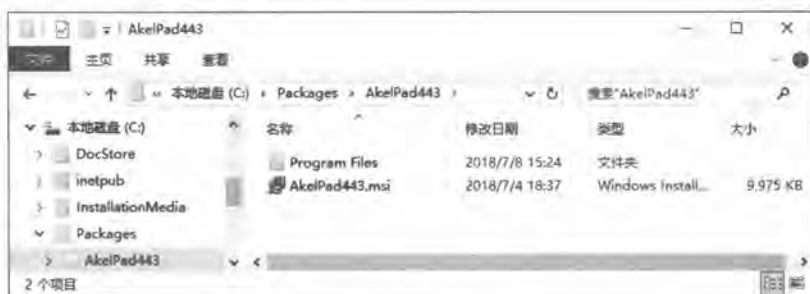 AkelPad443
文件 主页 共享 查看
本地磁盘 (C:) › Packages › AkelPad443 › 搜索"AkelPad443"
本地磁盘 (C:)
DocStore
inetpub
InstallationMedia
Packages
AkelPad443
名称 修改日期 类型 大小
Program Files 2018/7/8 15:24 文件夹
AkelPad443.msi 2018/7/4 18:37 Windows Install... 9,975 KB
2 个项目